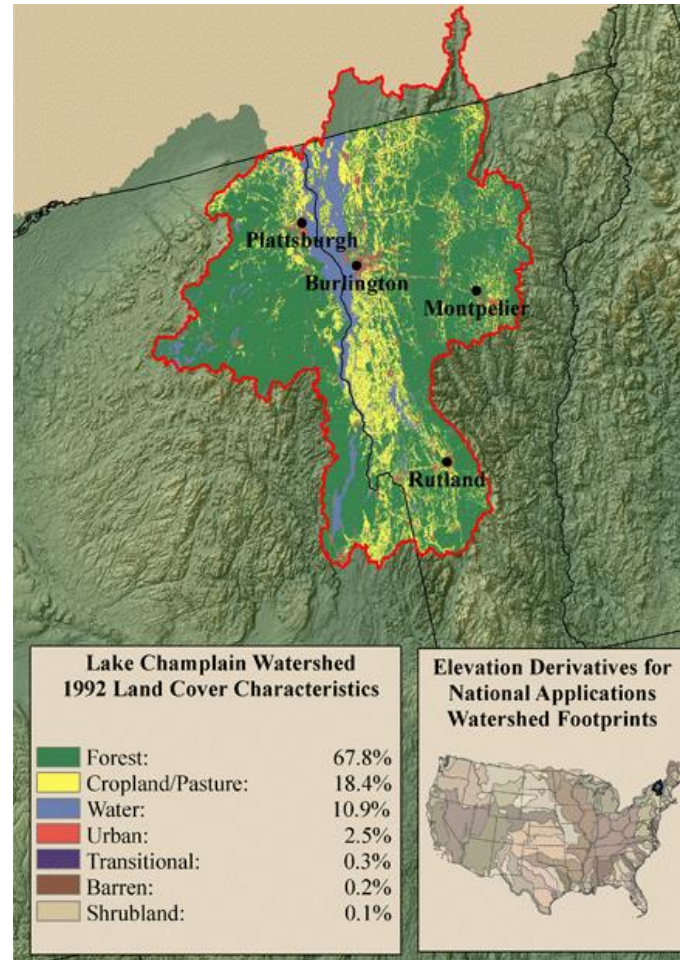 Plattsburgh
Burlington
Montpelier
Rutland
Lake Champlain Watershed
1992 Land Cover Characteristics
Forest: 67.8%
Cropland/Pasture: 18.4%
Water: 10.9%
Urban: 2.5%
Transitional: 0.3%
Barren: 0.2%
Shrubland: 0.1%
Elevation Derivatives for
National Applications
Watershed Footprints